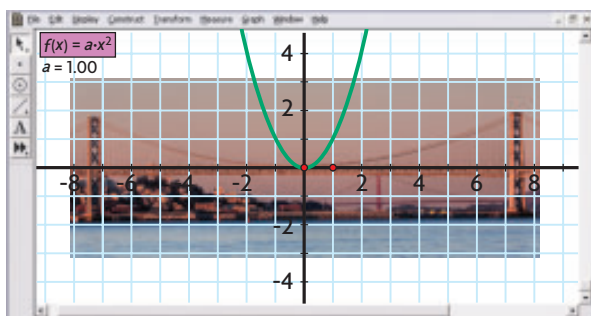 File Edit Display Construct Transform Measure Graph Window Help
f(x) = a·x²
a = 1.00
A
4
2
-8 -6 -4 -2 2 4 6 8
-2
-4